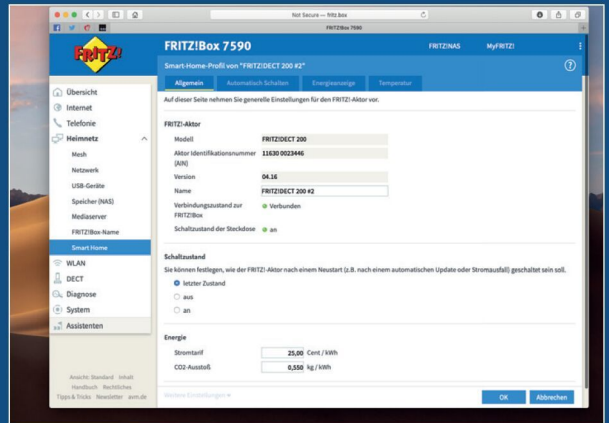 Not Secure — fritz.box
FRITZ!Box 7590
FRITZ!
FRITZ!Box 7590
FRITZ!NAS
MyFRITZ!
Smart-Home-Profil von "FRITZ!DECT 200 #2"
Allgemein
Automatisch Schalten
Energieanzeige
Temperatur
Übersicht
Internet
Telefonie
Heimnetz
Mesh
Netzwerk
USB-Geräte
Speicher (NAS)
Mediaserver
FRITZ!Box-Name
Smart Home
WLAN
DECT
Diagnose
System
Assistenten
Ansicht: Standard Inhalt
Handbuch Rechtliches
Tipps & Tricks Newsletter avm.de
Auf dieser Seite nehmen Sie generelle Einstellungen für den FRITZ!-Aktor vor.
FRITZ!-Aktor
Modell FRITZ!DECT 200
Aktor Identifikationsnummer 11630 0023446
(AIN)
Version 04.16
Name FRITZ!DECT 200 #2
Verbindungszustand zur Verbunden
FRITZ!Box
Schaltzustand der Steckdose an
Schaltzustand
Sie können festlegen, wie der FRITZ!-Aktor nach einem Neustart (z.B. nach einem automatischen Update oder Stromausfall) geschaltet sein soll.
letzter Zustand
aus
an
Energie
Stromtarif 25,00 Cent / kWh
CO2-Ausstoß 0,550 kg / kWh
Weitere Einstellungen
OK
Abbrechen